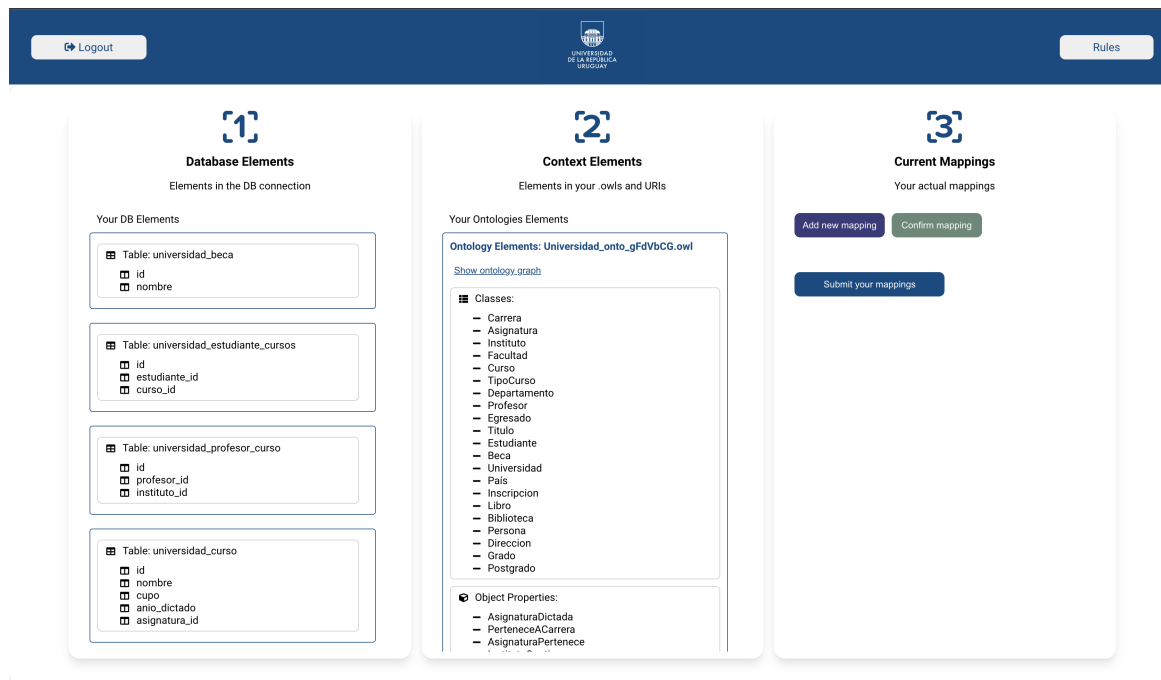 Logout
UNIVERSIDAD
DE LA REPÚBLICA
URUGUAY
Rules
1
Database Elements
Elements in the DB connection
Your DB Elements
Table: universidad_beca
id
nombre
Table: universidad_estudiante_cursos
id
estudiante_id
curso_id
Table: universidad_profesor_curso
id
profesor_id
instituto_id
Table: universidad_curso
id
nombre
cupo
anio_dictado
asignatura_id
2
Context Elements
Elements in your .owls and URIs
Your Ontologies Elements
Ontology Elements: Universidad_onto_gFdVbCG.owl
Show ontology graph
Classes:
Carrera
Asignatura
Instituto
Facultad
Curso
TipoCurso
Departamento
Profesor
Egresado
Titulo
Estudiante
Beca
Universidad
País
Inscripcion
Libro
Biblioteca
Persona
Direccion
Grado
Postgrado
Object Properties:
AsignaturaDictada
PerteneceACarrera
AsignaturaPertenece
3
Current Mappings
Your actual mappings
Add new mapping
Confirm mapping
Submit your mappings